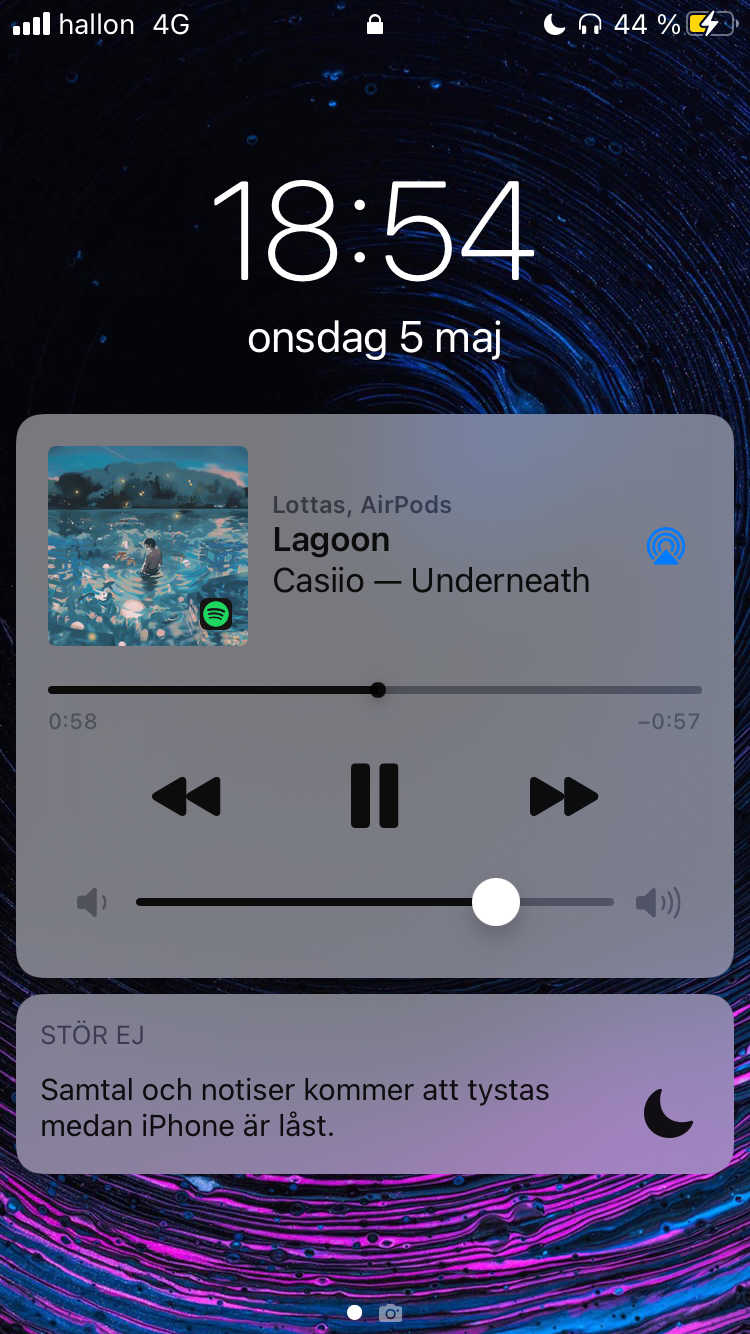 hallon 4G 44 %
18:54
onsdag 5 maj
Lottas, AirPods
Lagoon
Casiio — Underneath
0:58 –0:57
STÖR EJ
Samtal och notiser kommer att tystas
medan iPhone är låst.